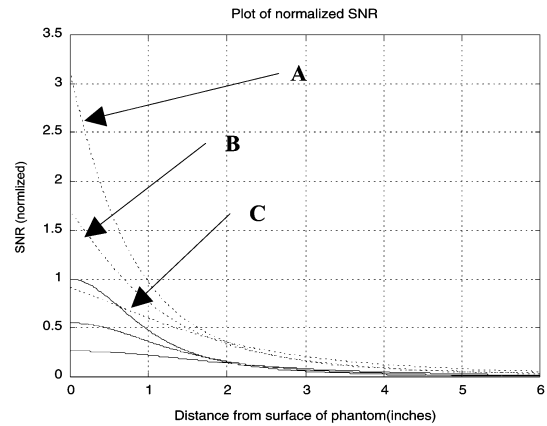 Plot of normalized SNR
3.5
3
2.5
2
1.5
1
0.5
0
SNR (normlized)
A
B
C
0 1 2 3 4 5 6
Distance from surface of phantom(inches)